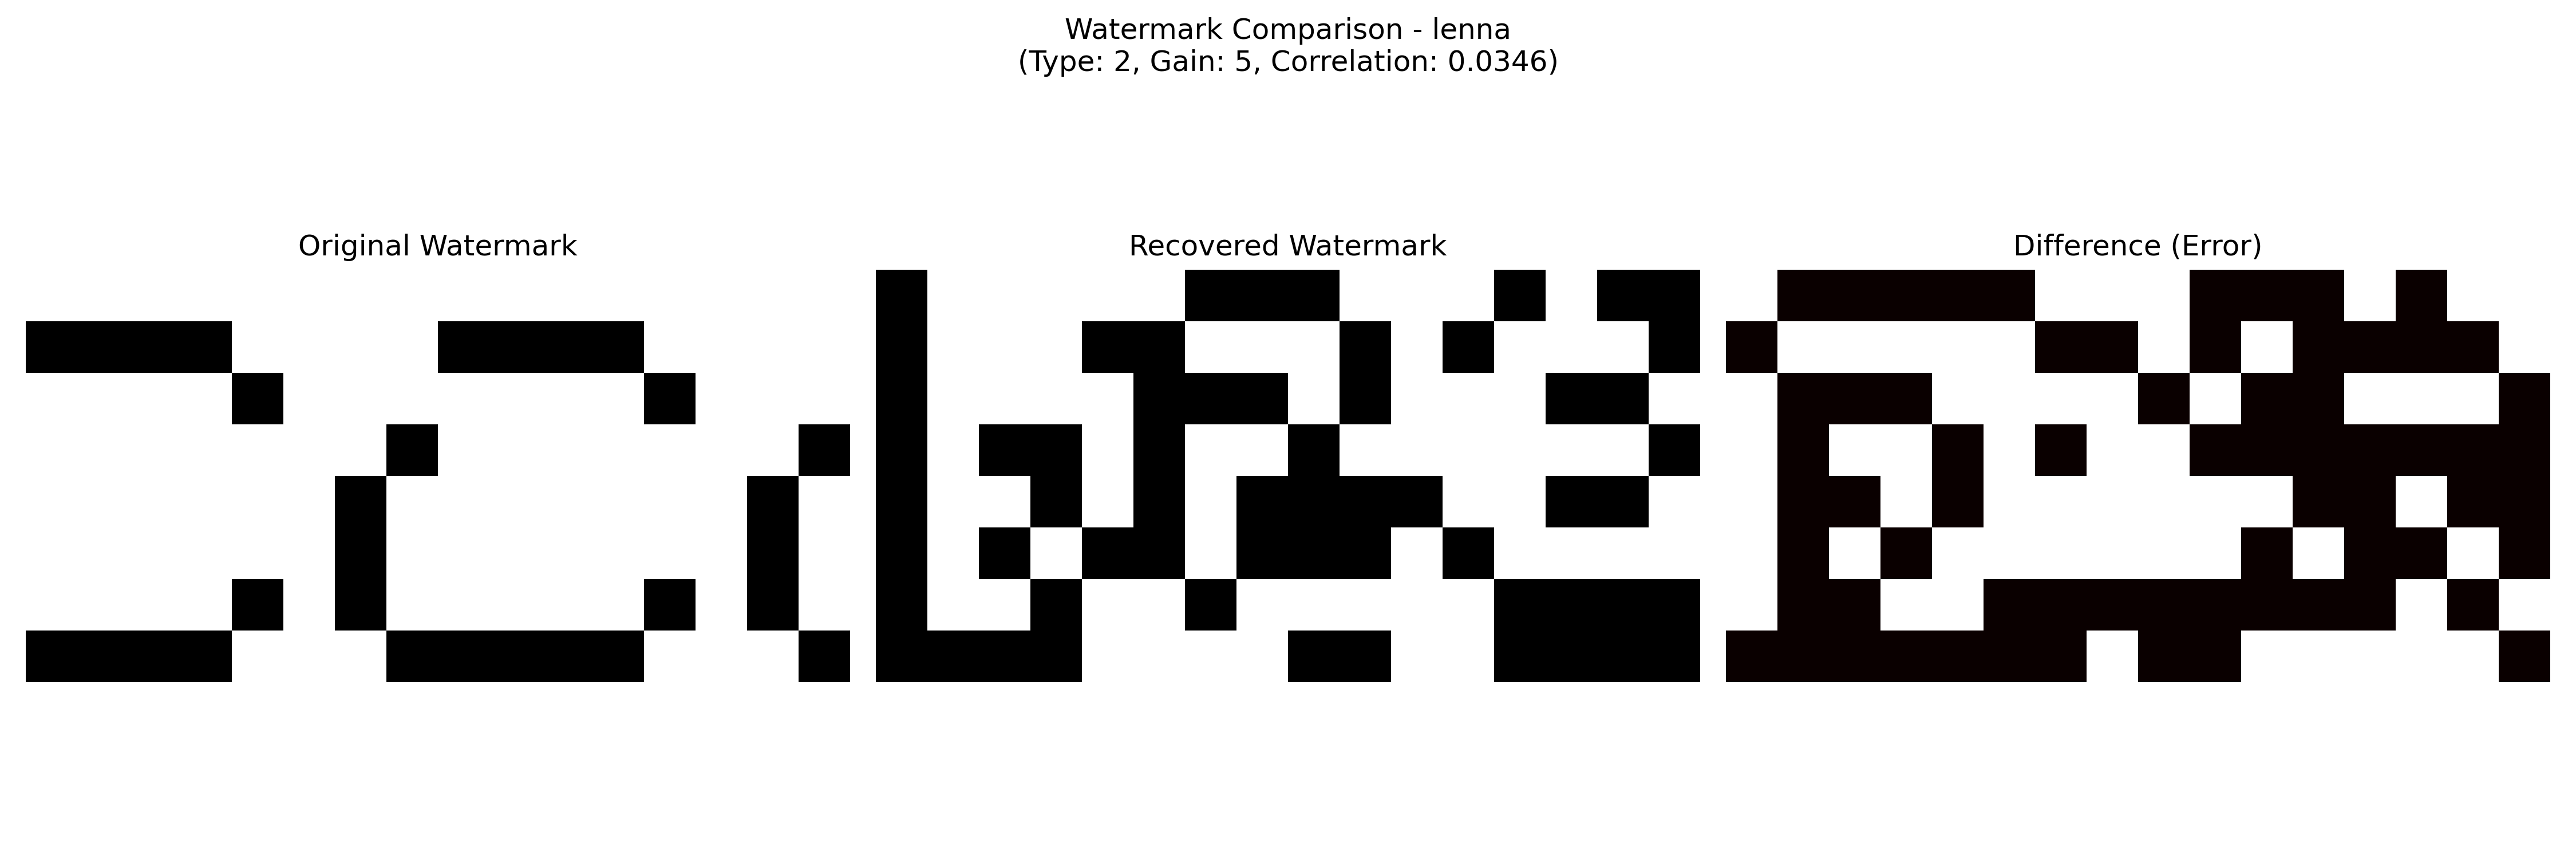 Watermark Comparison - lenna
(Type: 2, Gain: 5, Correlation: 0.0346)
Original Watermark
Recovered Watermark
Difference (Error)